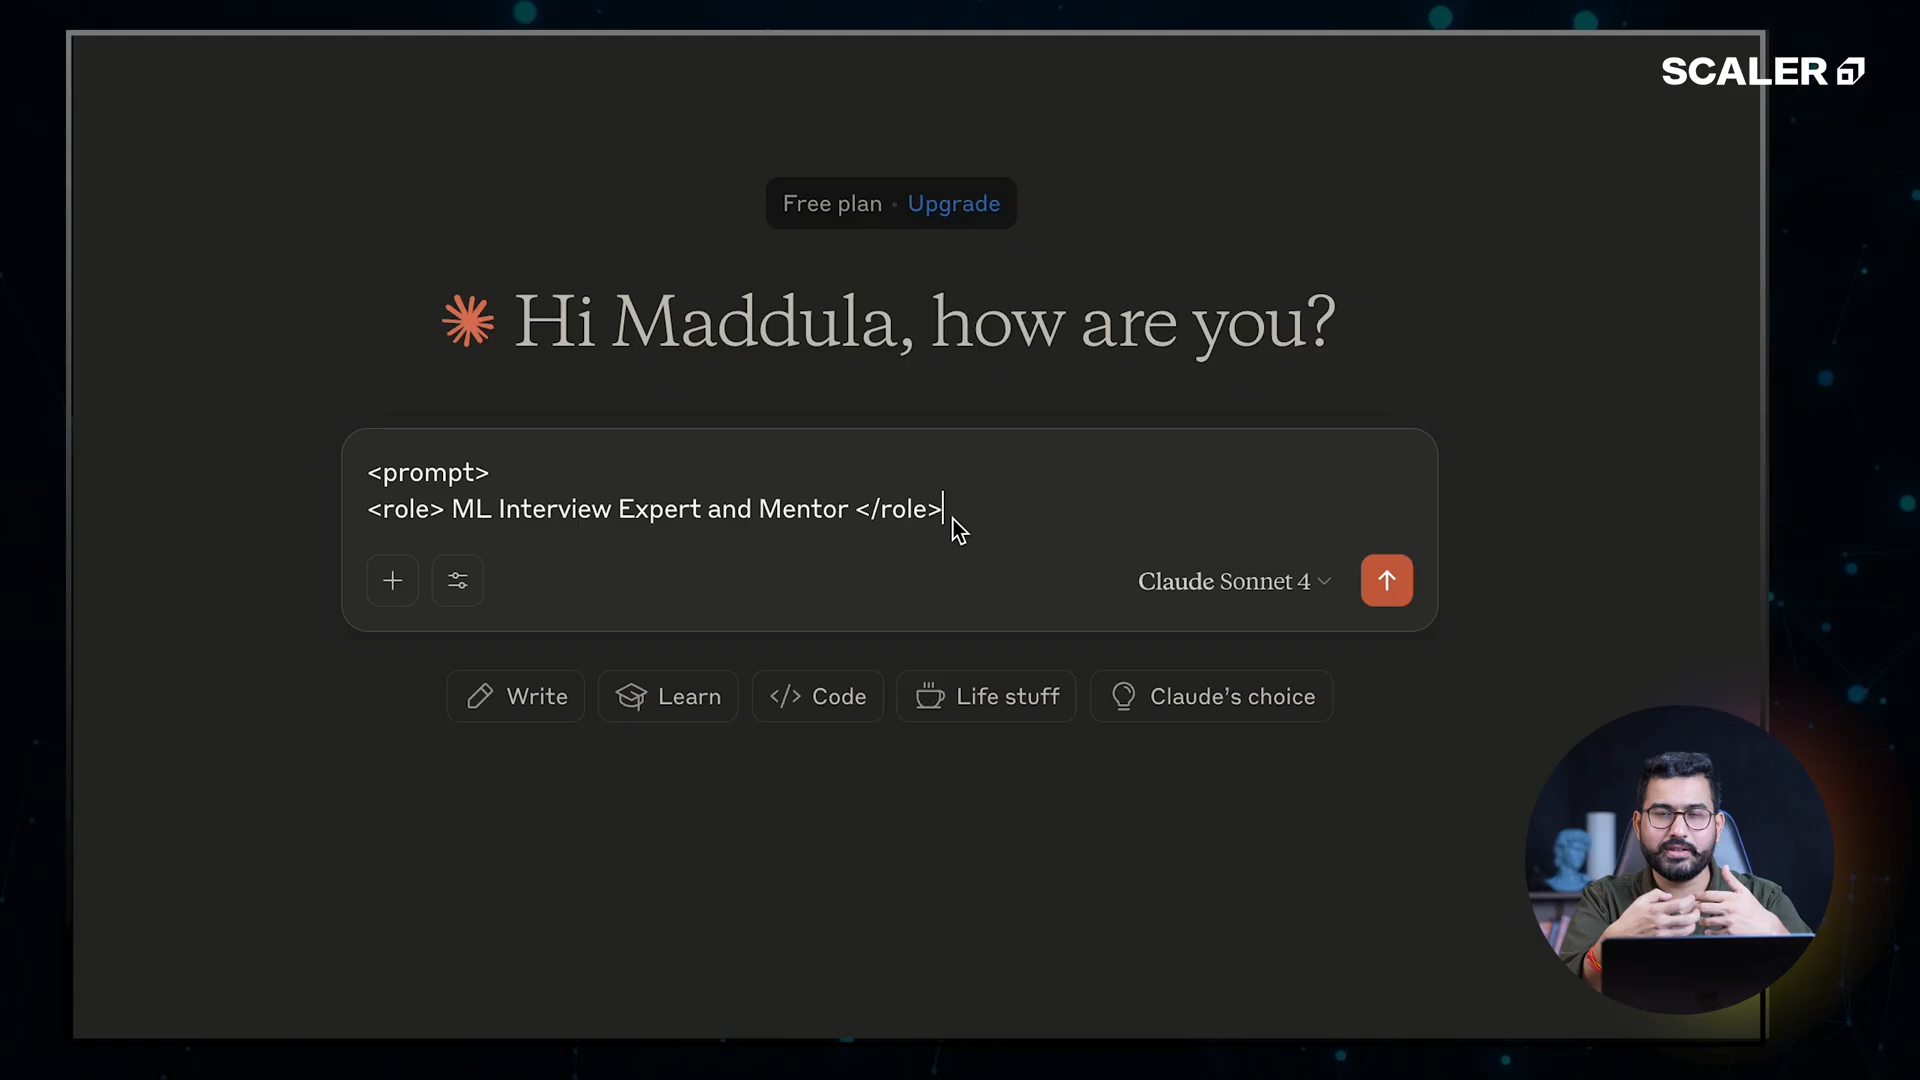 SCALER
Free plan • Upgrade
Hi Maddula, how are you?
<prompt>
<role> ML Interview Expert and Mentor </role>
Claude Sonnet 4
Write
Learn
</> Code
Life stuff
Claude's choice